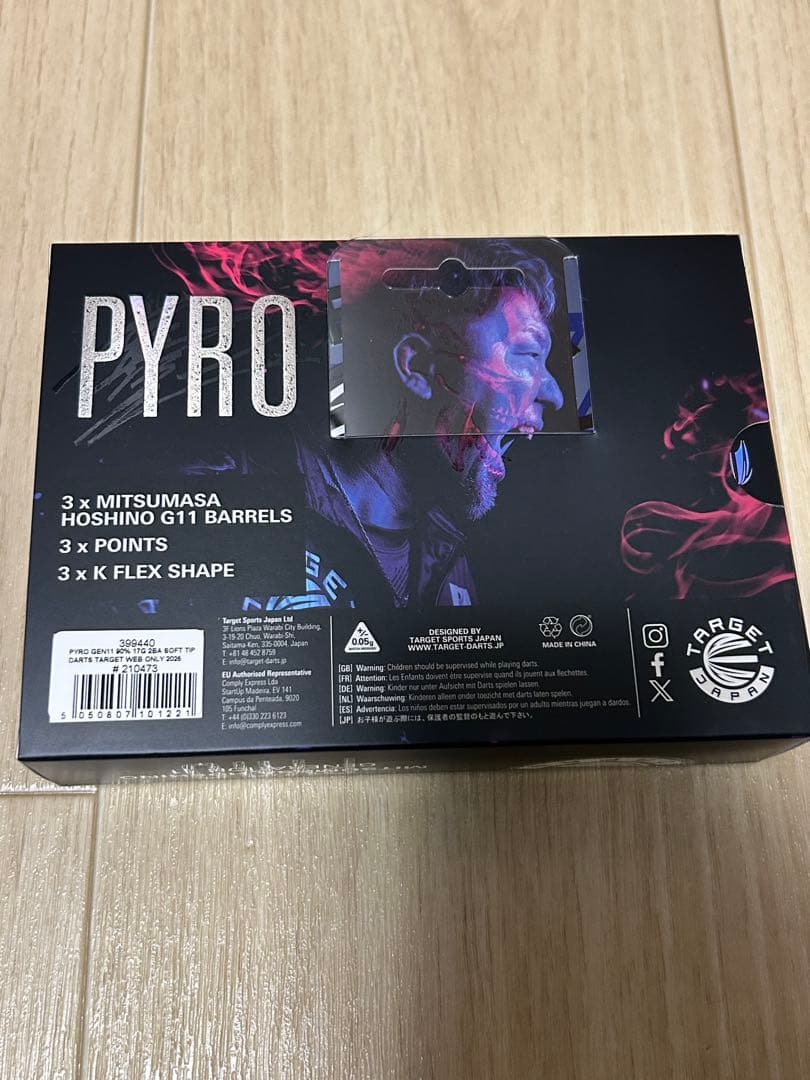 PYRO
3 x MITSUMASA
HOSHINO G11 BARRELS
3 x POINTS
3 x K FLEX SHAPE
399440
PYRO GEN11 90% 17G 2BA SOFT TIP
DARTS TARGET WEB ONLY 2025
#210473
5 050807 101221
Target Sports Japan Ltd
3F Lions Plaza Warabi City Building,
3-19-20 Chuo, Warabi-Shi,
Saitama-Ken, 335-0004, Japan
T: +81 48 452 8759
E: info@target-darts.jp
EU Authorised Representative
Comply Express Lda
StartUp Madeira, EV 141
Campus da Penteada, 9020
105 Funchal
T: +44 (0)330 223 6123
E: info@complyexpress.com
+/-
0.05g
DESIGNED BY
TARGET SPORTS JAPAN
WWW.TARGET-DARTS.JP
MADE IN CHINA
[GB] Warning: Children should be supervised while playing darts.
[FR] Attention: Les Enfants doivent être supervisés quand ils jouent aux flechettes.
[DE] Warning: Kinder nur unter Aufsicht mit Darts spielen lassen.
[NL] Waarschuwing: Kinderen alleen onder toezicht met darts laten spelen.
[ES] Advertencia: Los niños deben estar supervisados por un adulto mientras juegan a dardos.
[JP] お子様が遊ぶ際には、保護者の監督のもと遊んで下さい。
TARGET
JAPAN